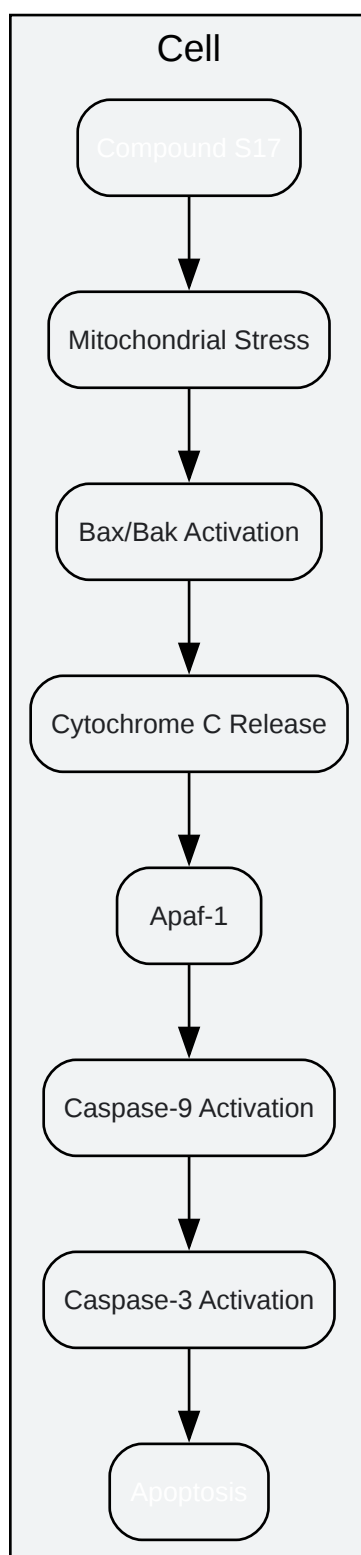 Cell
Compound S17
Mitochondrial Stress
Bax/Bak Activation
Cytochrome C Release
Apaf-1
Caspase-9 Activation
Caspase-3 Activation
Apoptosis